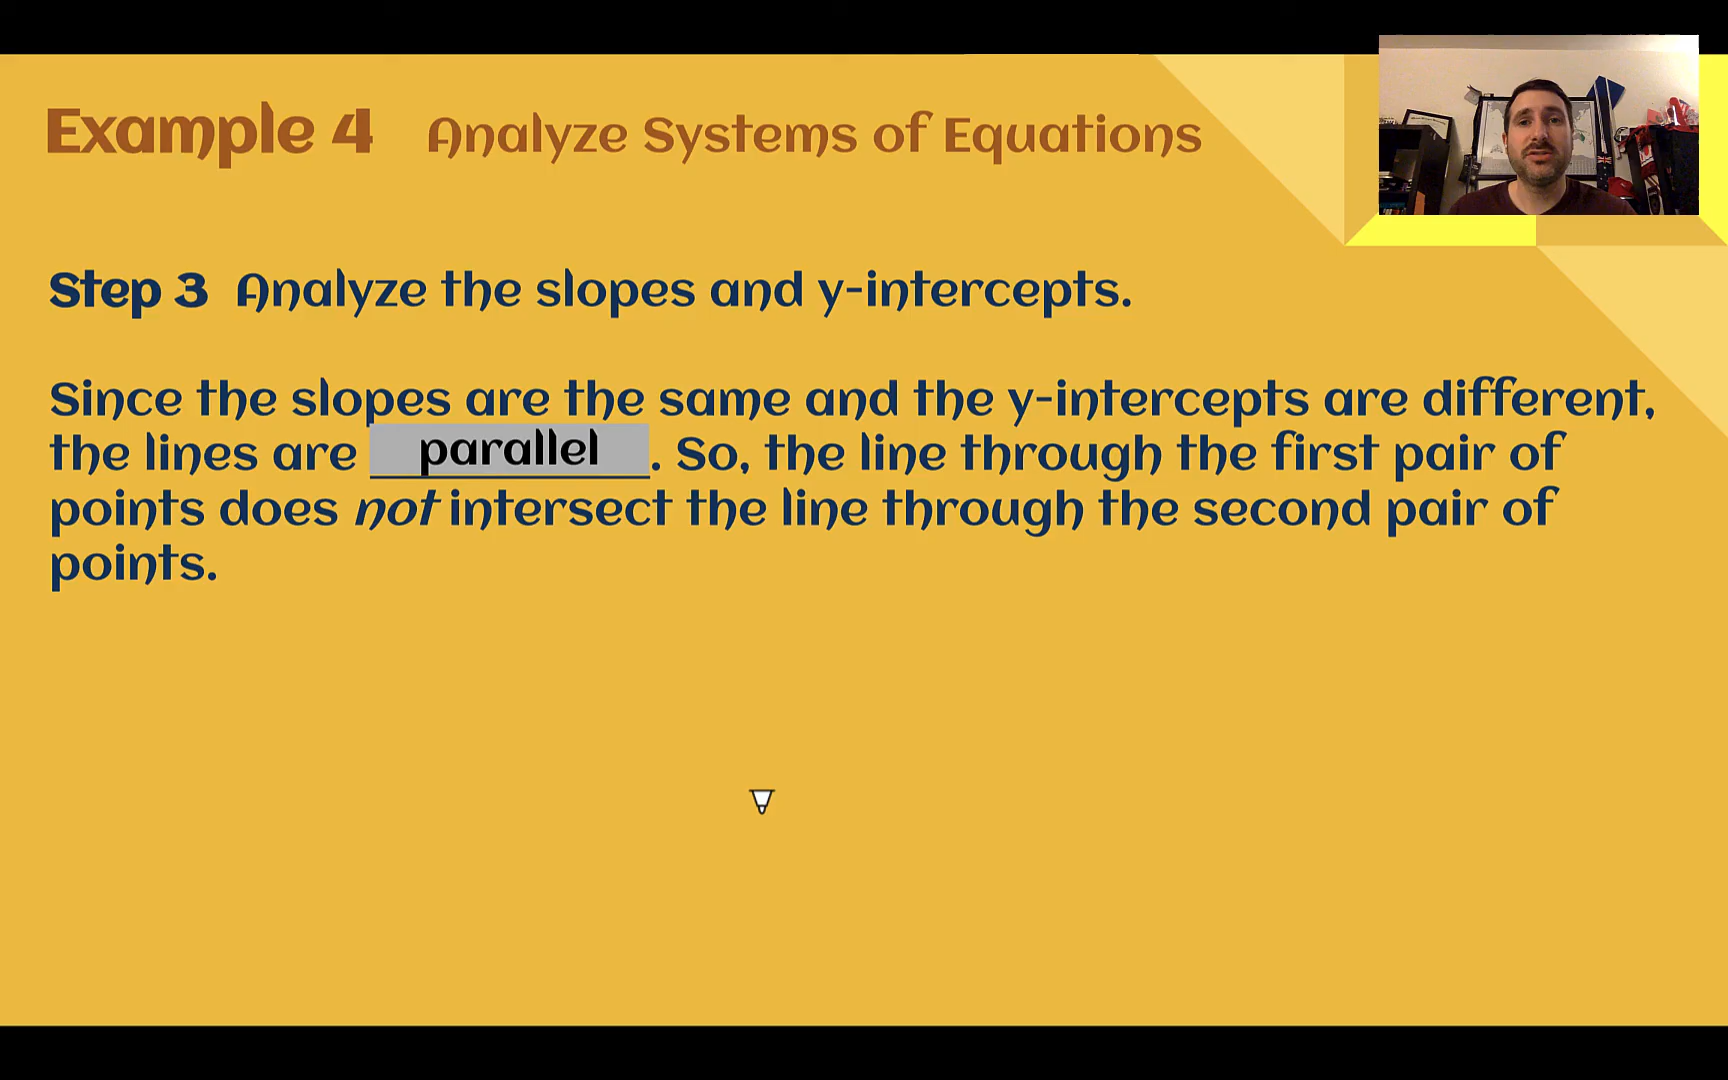 Example 4 Analyze Systems of Equations
Step 3 Analyze the slopes and y-intercepts.
Since the slopes are the same and the y-intercepts are different,
the lines are parallel. So, the line through the first pair of
points does not intersect the line through the second pair of
points.